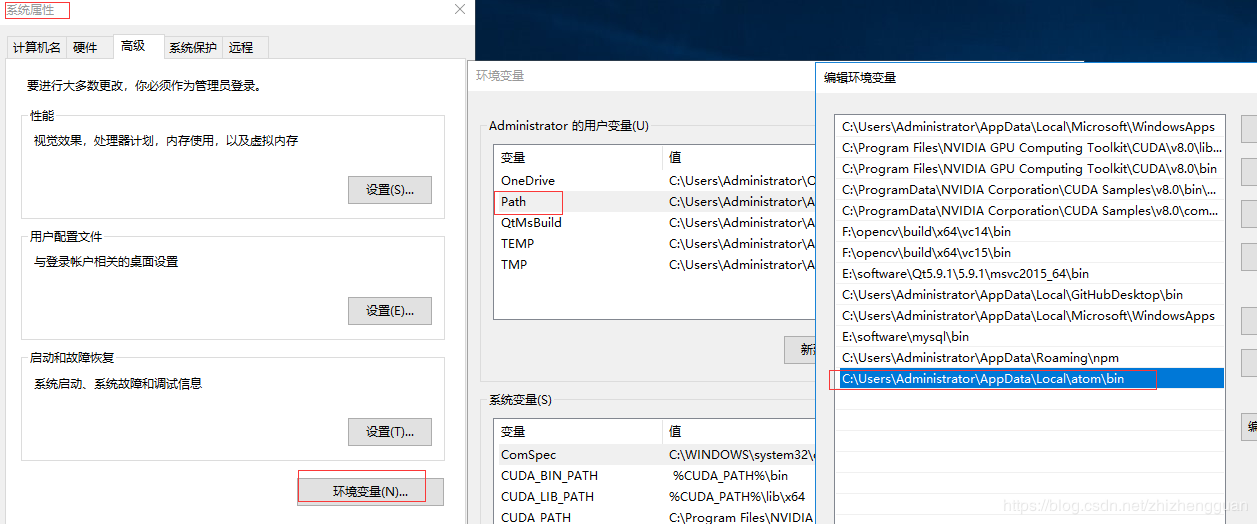 系统属性
计算机名 硬件 高级 系统保护 远程
要进行大多数更改，你必须作为管理员登录。
性能
视觉效果，处理器计划，内存使用，以及虚拟内存
设置(S)...
用户配置文件
与登录帐户相关的桌面设置
设置(E)...
启动和故障恢复
系统启动、系统故障和调试信息
设置(T)...
环境变量(N)...
环境变量
Administrator 的用户变量(U)
变量 值
OneDrive C:\Users\Administrator\O
Path C:\Users\Administrator\A
QtMsBuild C:\Users\Administrator\A
TEMP C:\Users\Administrator\A
TMP C:\Users\Administrator\A
系统变量(S)
变量 值
ComSpec C:\WINDOWS\system32\
CUDA_BIN_PATH %CUDA_PATH%\bin
CUDA_LIB_PATH %CUDA_PATH%\lib\x64
CUDA_PATH C:\Program Files\NVIDIA
编辑环境变量
C:\Users\Administrator\AppData\Local\Microsoft\WindowsApps
C:\Program Files\NVIDIA GPU Computing Toolkit\CUDA\v8.0\lib...
C:\Program Files\NVIDIA GPU Computing Toolkit\CUDA\v8.0\bin
C:\ProgramData\NVIDIA Corporation\CUDA Samples\v8.0\bin\...
C:\ProgramData\NVIDIA Corporation\CUDA Samples\v8.0\com...
F:\opencv\build\x64\vc14\bin
F:\opencv\build\x64\vc15\bin
E:\software\Qt5.9.1\5.9.1\msvc2015_64\bin
C:\Users\Administrator\AppData\Local\GitHubDesktop\bin
C:\Users\Administrator\AppData\Local\Microsoft\WindowsApps
E:\software\mysql\bin
C:\Users\Administrator\AppData\Roaming\npm
C:\Users\Administrator\AppData\Local\atom\bin
https://blog.csdn.net/zhizhengguan